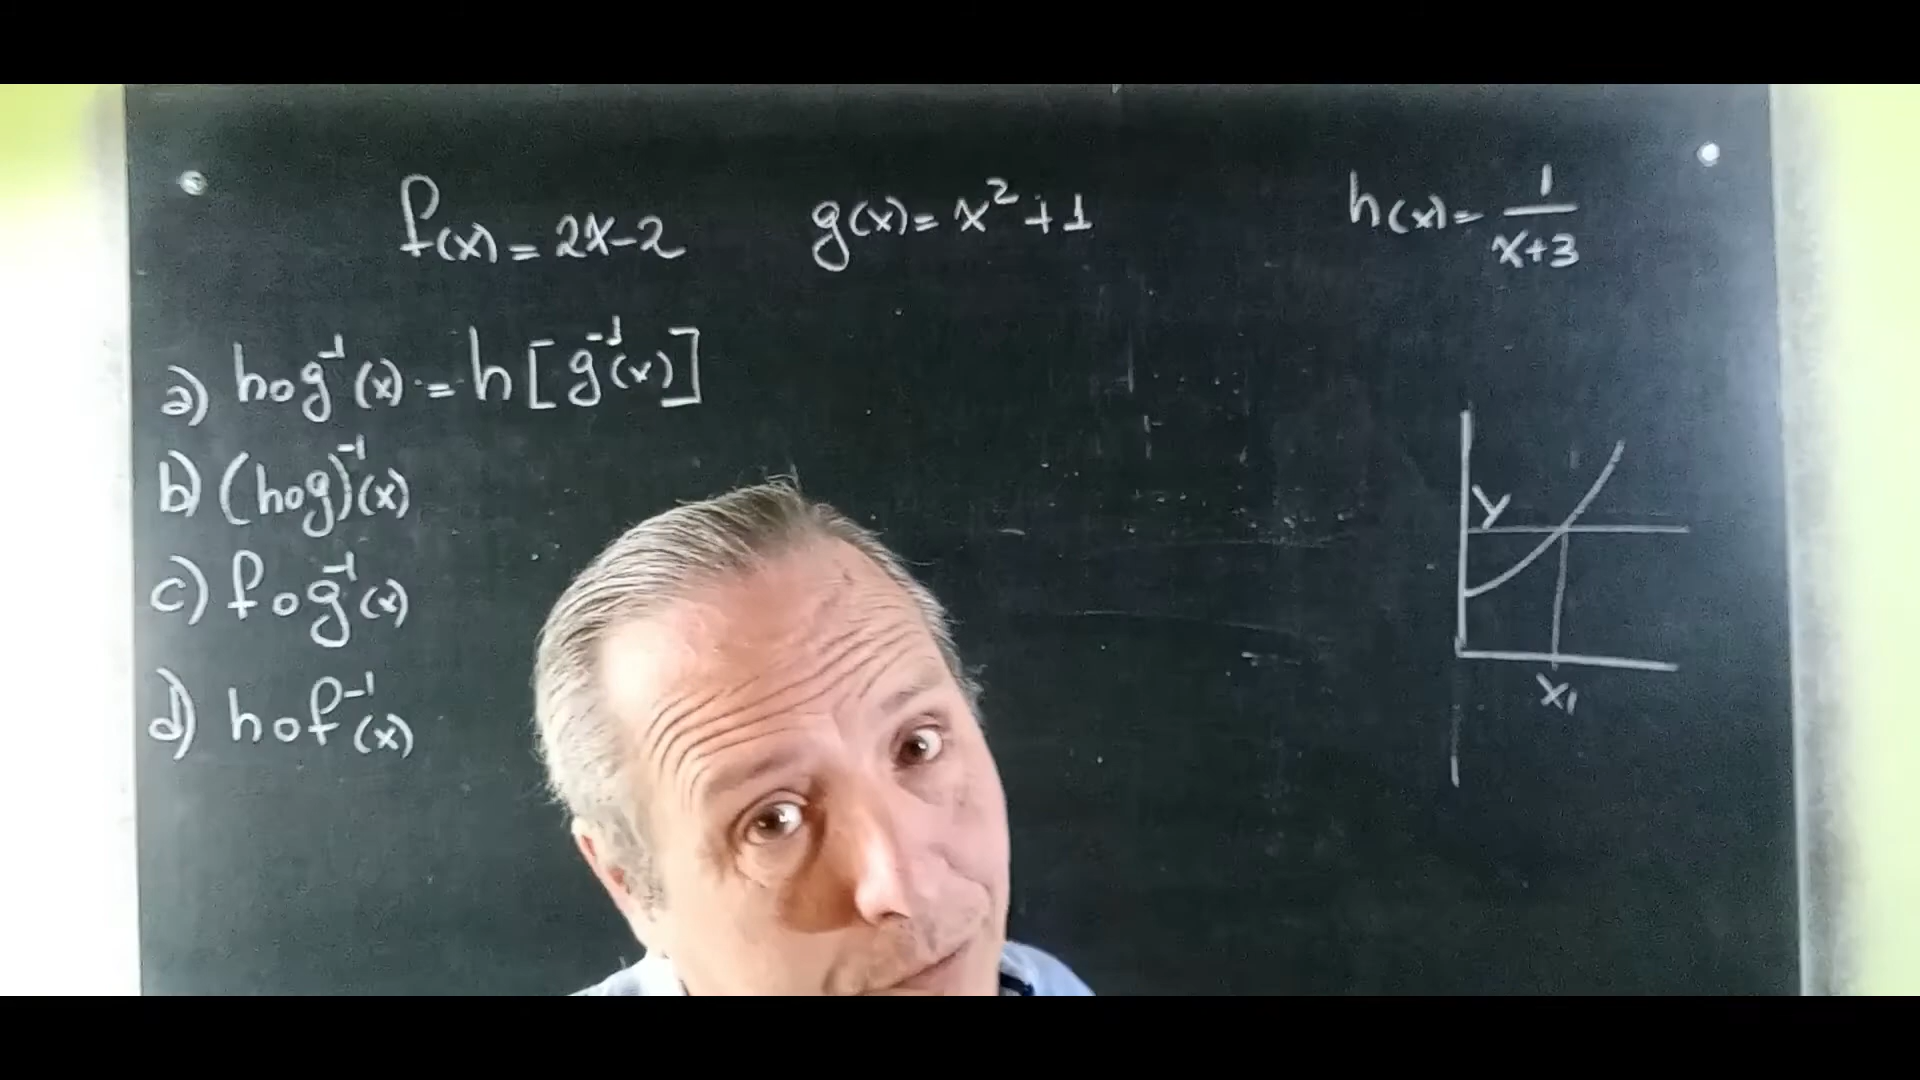 f(x) = 2x-2 g(x) = x² + 1 h(x) = 1/(x+3)
a) hog⁻¹(x) = h[g⁻¹(x)]
b) (hog)⁻¹(x)
c) fog⁻¹(x)
d) hof⁻¹(x)
y
x₁